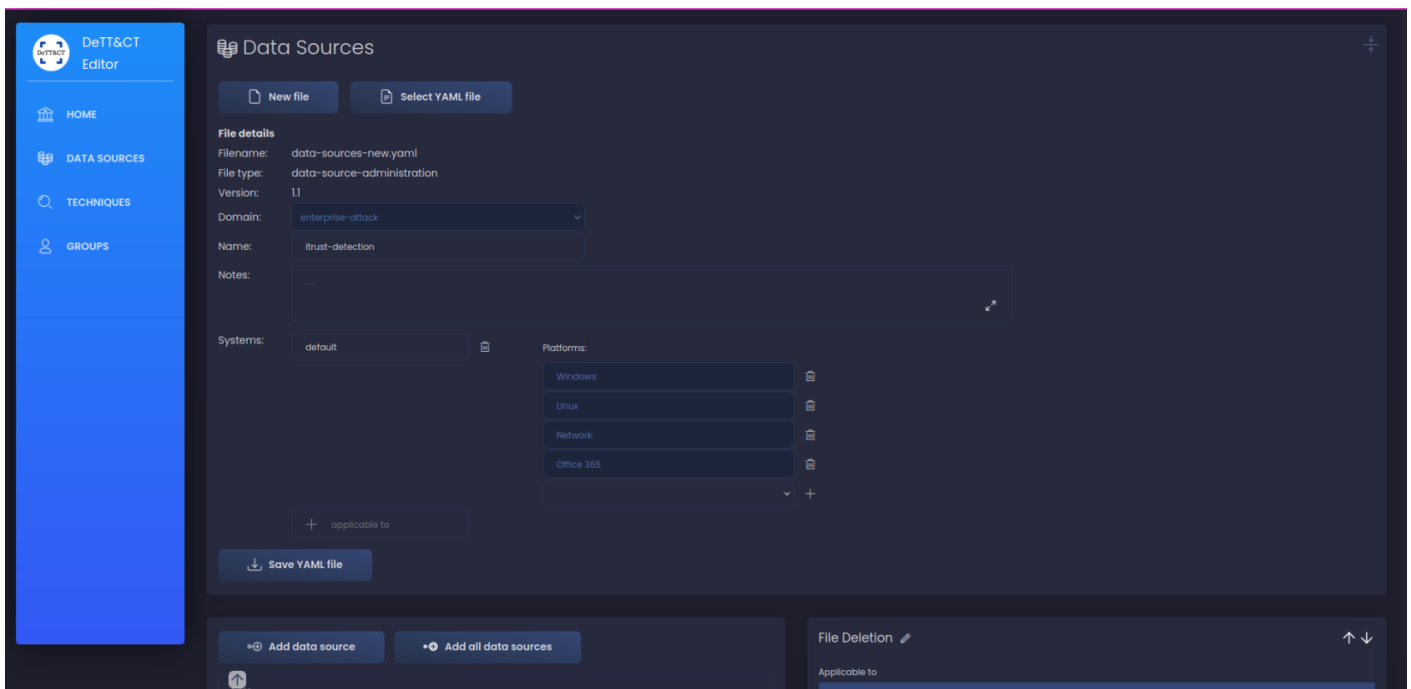 DeTT&CT
Editor
DeTT&CT
HOME
DATA SOURCES
TECHNIQUES
GROUPS
Data Sources
New file
Select YAML file
File details
Filename: data-sources-new.yaml
File type: data-source-administration
Version: 1.1
Domain: enterprise-attack
Name: itrust-detection
Notes: ...
Systems: default
Platforms:
Windows
Linux
Network
Office 365
+ applicable to
Save YAML file
Add data source
Add all data sources
File Deletion
Applicable to